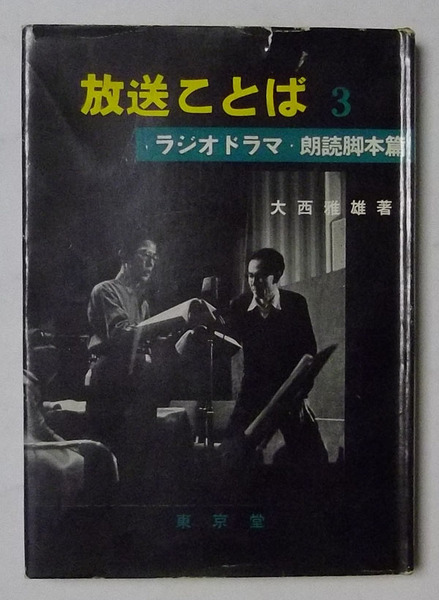 放送ことば 3
ラジオドラマ・朗読脚本篇
大西雅雄著
東京堂